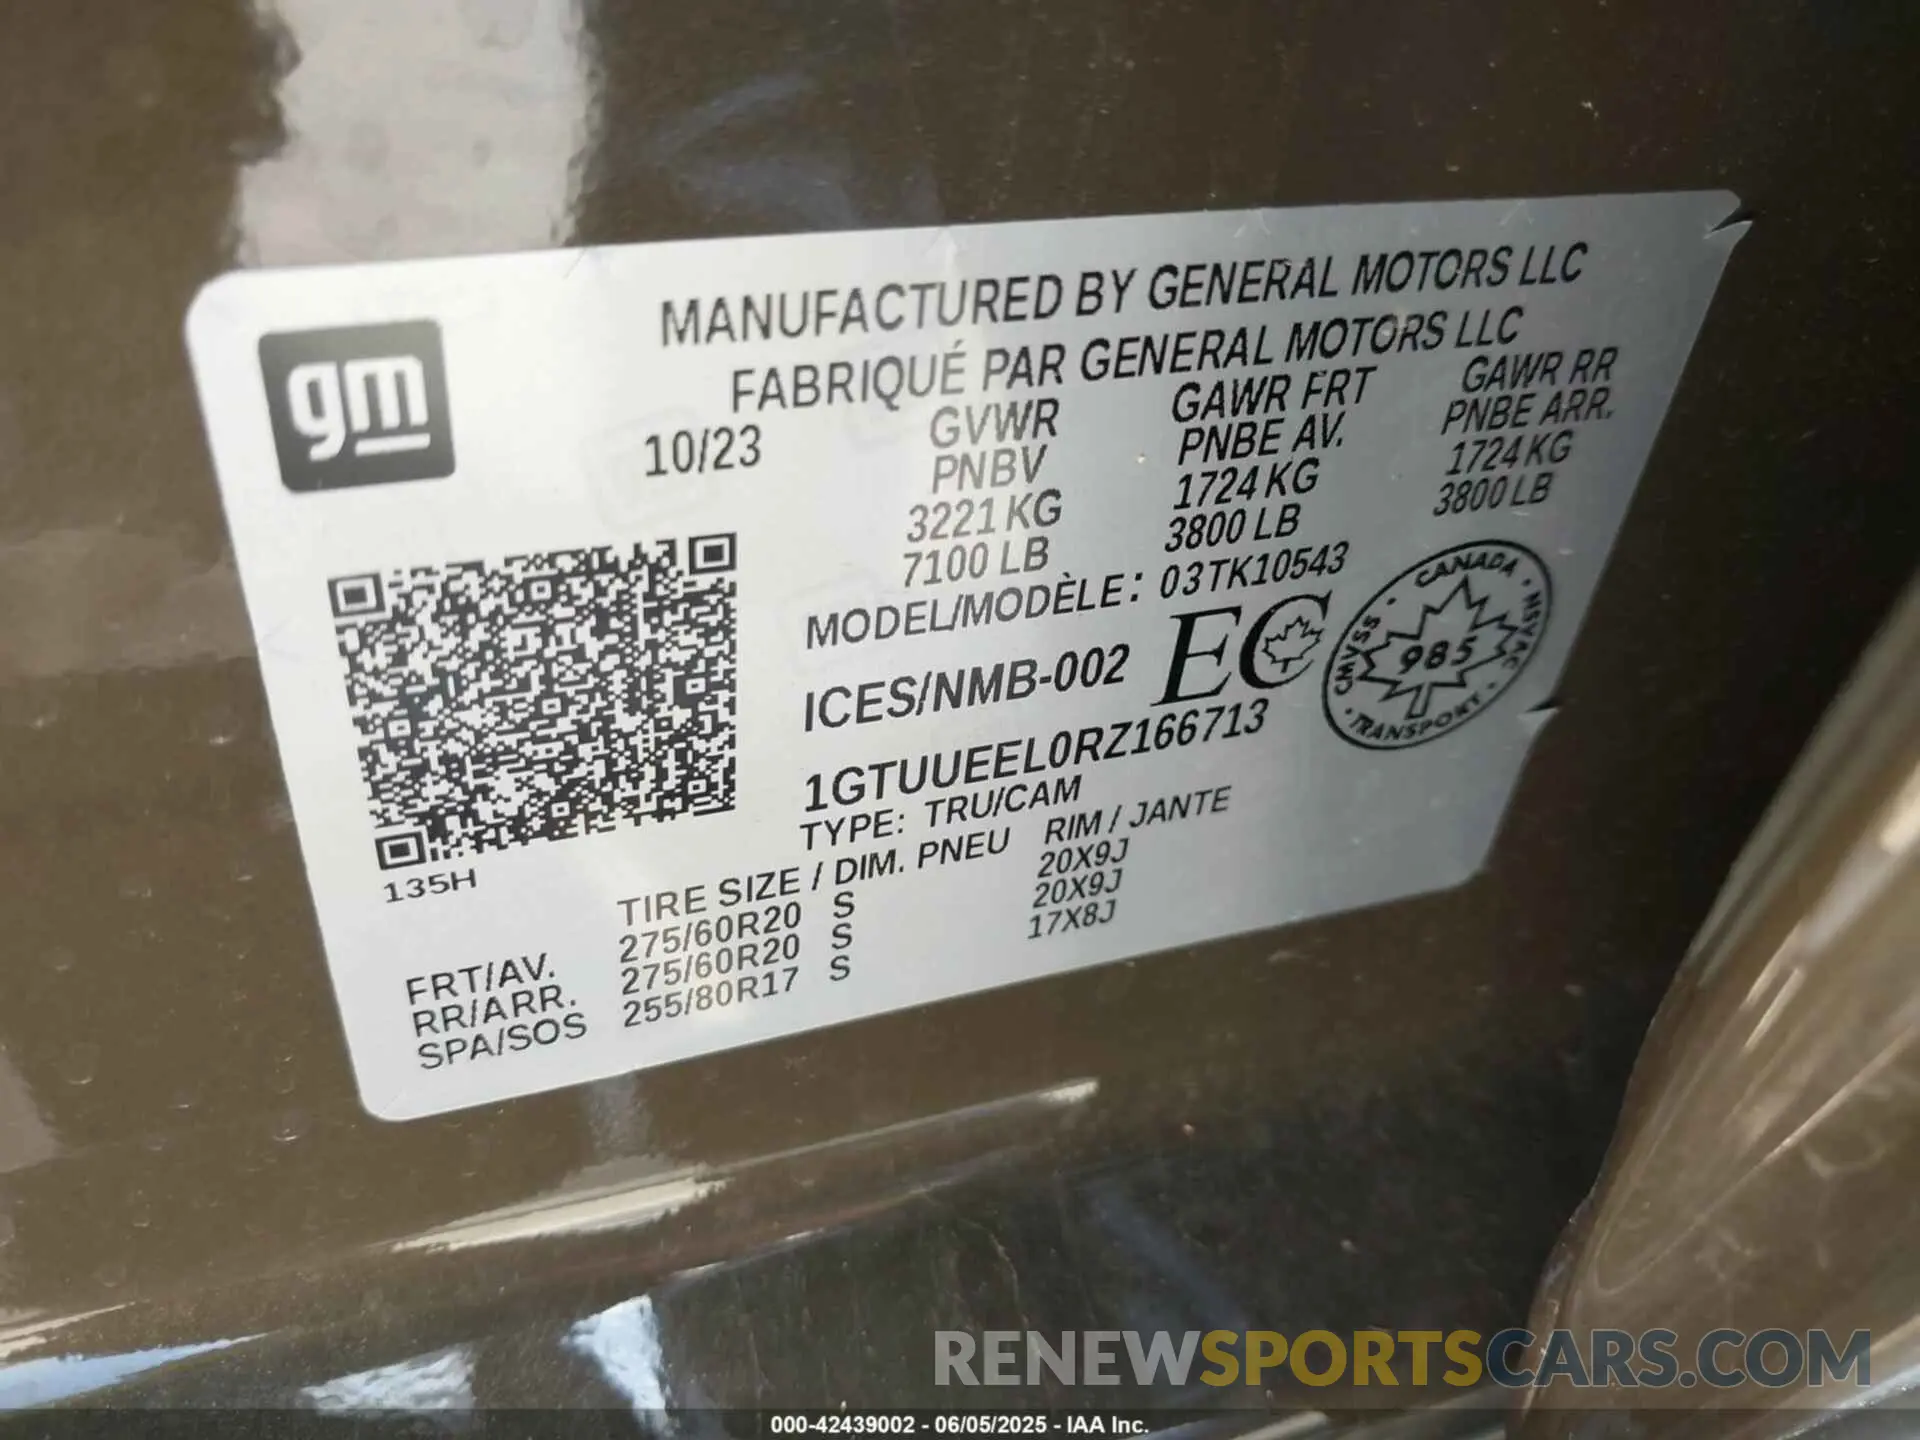 MANUFACTURED BY GENERAL MOTORS LLC
FABRIQUÉ PAR GENERAL MOTORS LLC
gm
10/23
GVWR GAWR FRT GAWR RR
PNBV PNBE AV. PNBE ARR.
3221 KG 1724 KG 1724 KG
7100 LB 3800 LB 3800 LB
MODEL/MODÈLE: 03TK10543
ICES/NMB-002 EC
CANADA · NSVAC · TRANSPORT · CMVSS ·
985
1GTUUEEL0RZ166713
TYPE: TRU/CAM
135H
TIRE SIZE / DIM. PNEU RIM / JANTE
FRT/AV. 275/60R20 S 20X9J
RR/ARR. 275/60R20 S 20X9J
SPA/SOS 255/80R17 S 17X8J
RENEWSPORTSCARS.COM
000-42439002 - 06/05/2025 - IAA Inc.